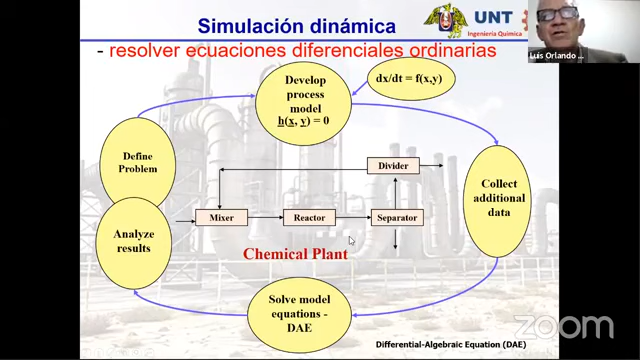 Simulación dinámica
- resolver ecuaciones diferenciales ordinarias
UNT
Ingeniería Química
Luis Orlando ...
Develop
process
model
h(x, y) = 0
dx/dt = f(x,y)
Define
Problem
Divider
Collect
additional
data
Mixer
Reactor
Separator
Analyze
results
Chemical Plant
Solve model
equations -
DAE
zoom
Differential-Algebraic Equation (DAE)